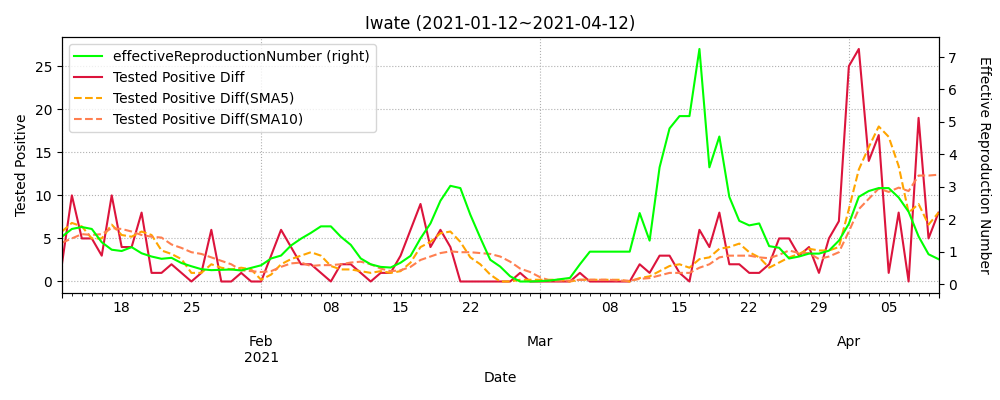 Iwate (2021-01-12~2021-04-12)
effectiveReproductionNumber (right)
Tested Positive Diff
Tested Positive Diff(SMA5)
Tested Positive Diff(SMA10)
Tested Positive
25
20
15
10
5
0
7
6
5
4
3
2
1
0
Effective Reproduction Number
18 25 08 15 22 08 15 22 29 05
Feb Mar Apr
2021
Date